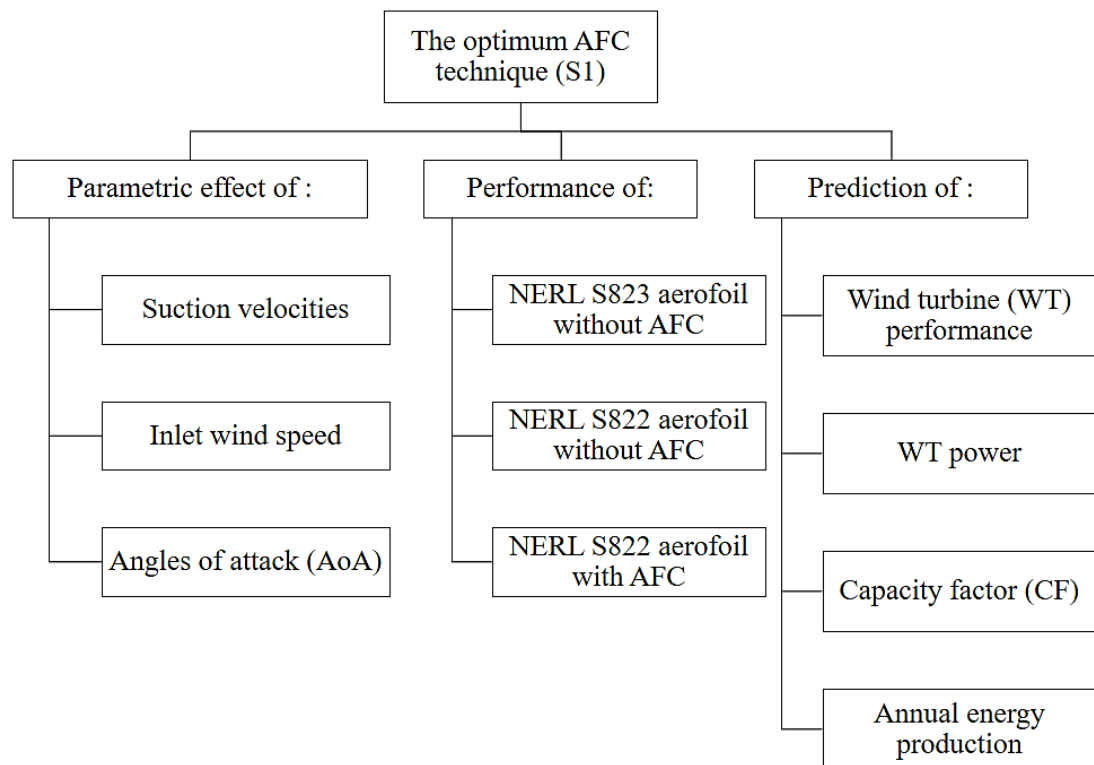 The optimum AFC
technique (S1)
Parametric effect of :
Suction velocities
Inlet wind speed
Angles of attack (AoA)
Performance of:
NERL S823 aerofoil
without AFC
NERL S822 aerofoil
without AFC
NERL S822 aerofoil
with AFC
Prediction of :
Wind turbine (WT)
performance
WT power
Capacity factor (CF)
Annual energy
production